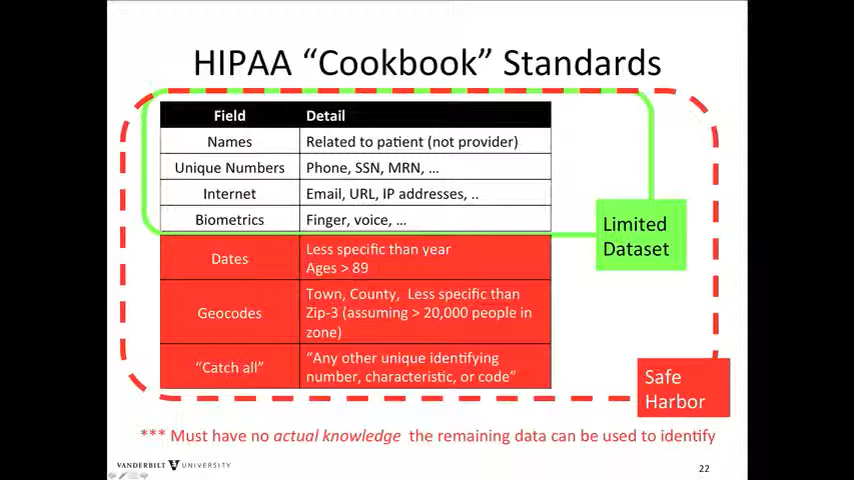 HIPAA “Cookbook” Standards
Field Detail
Names Related to patient (not provider)
Unique Numbers Phone, SSN, MRN, ...
Internet Email, URL, IP addresses, ..
Biometrics Finger, voice, ...
Limited
Dataset
Dates Less specific than year
Ages > 89
Geocodes Town, County, Less specific than
Zip-3 (assuming > 20,000 people in
zone)
“Catch all” “Any other unique identifying
number, characteristic, or code”
Safe
Harbor
*** Must have no actual knowledge the remaining data can be used to identify
VANDERBILT UNIVERSITY
22